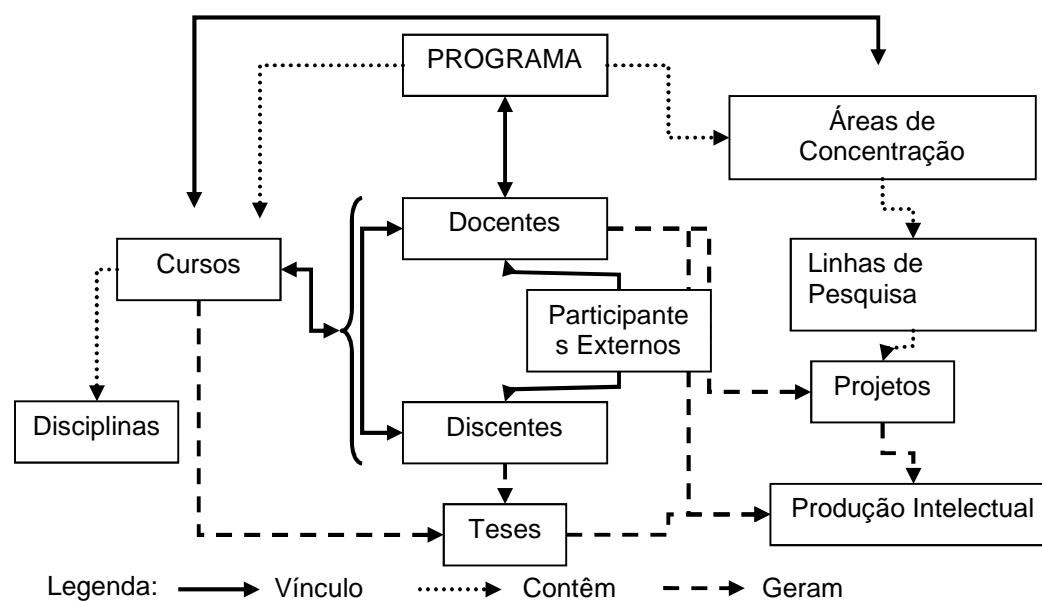 PROGRAMA
Áreas de
Concentração
Docentes
Cursos
Linhas de
Pesquisa
Participante
s Externos
Projetos
Disciplinas
Discentes
Produção Intelectual
Teses
Legenda: Vínculo Contêm Geram